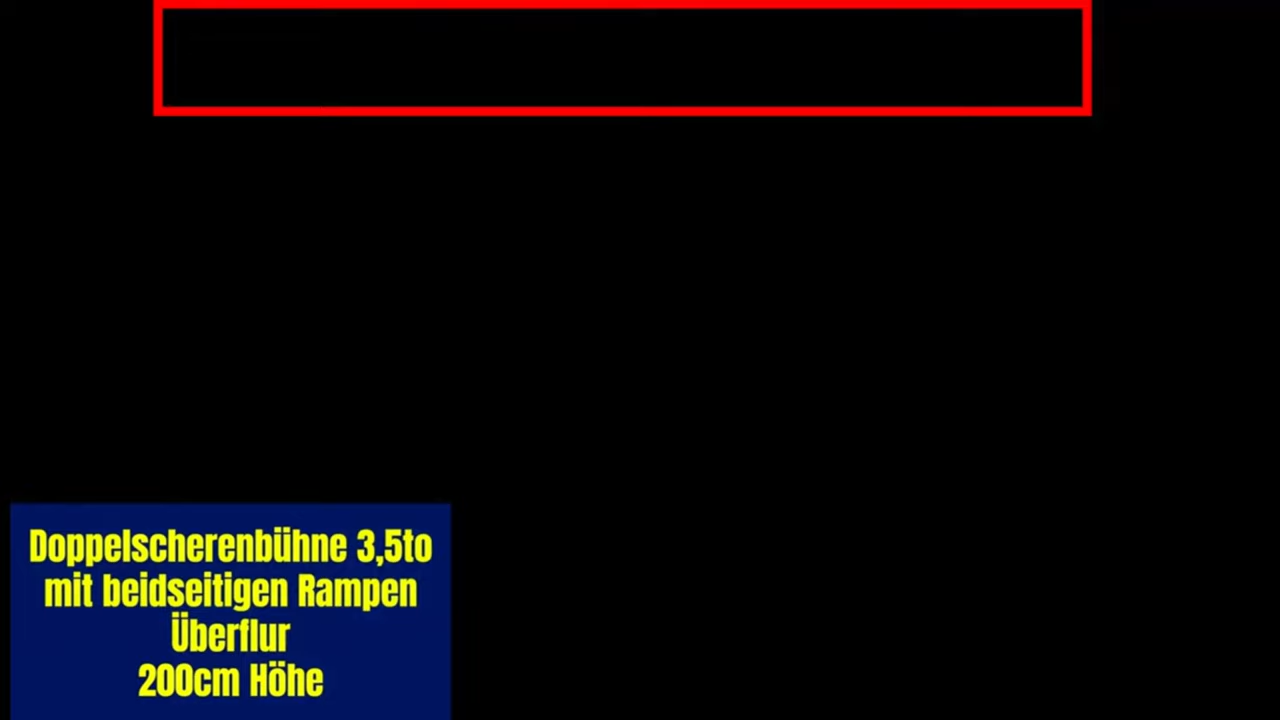 Doppelscherenbühne 3,5to
mit beidseitigen Rampen
Überflur
200cm Höhe